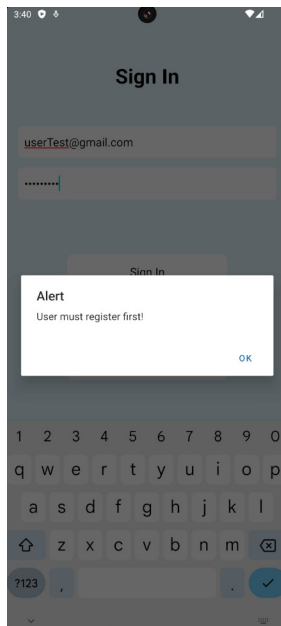 3:40
Sign In
userTest@gmail.com
•••••••••
Sign In
Alert
User must register first!
OK
1 2 3 4 5 6 7 8 9 0
q w e r t y u i o p
a s d f g h j k l
z x c v b n m
?123 , .